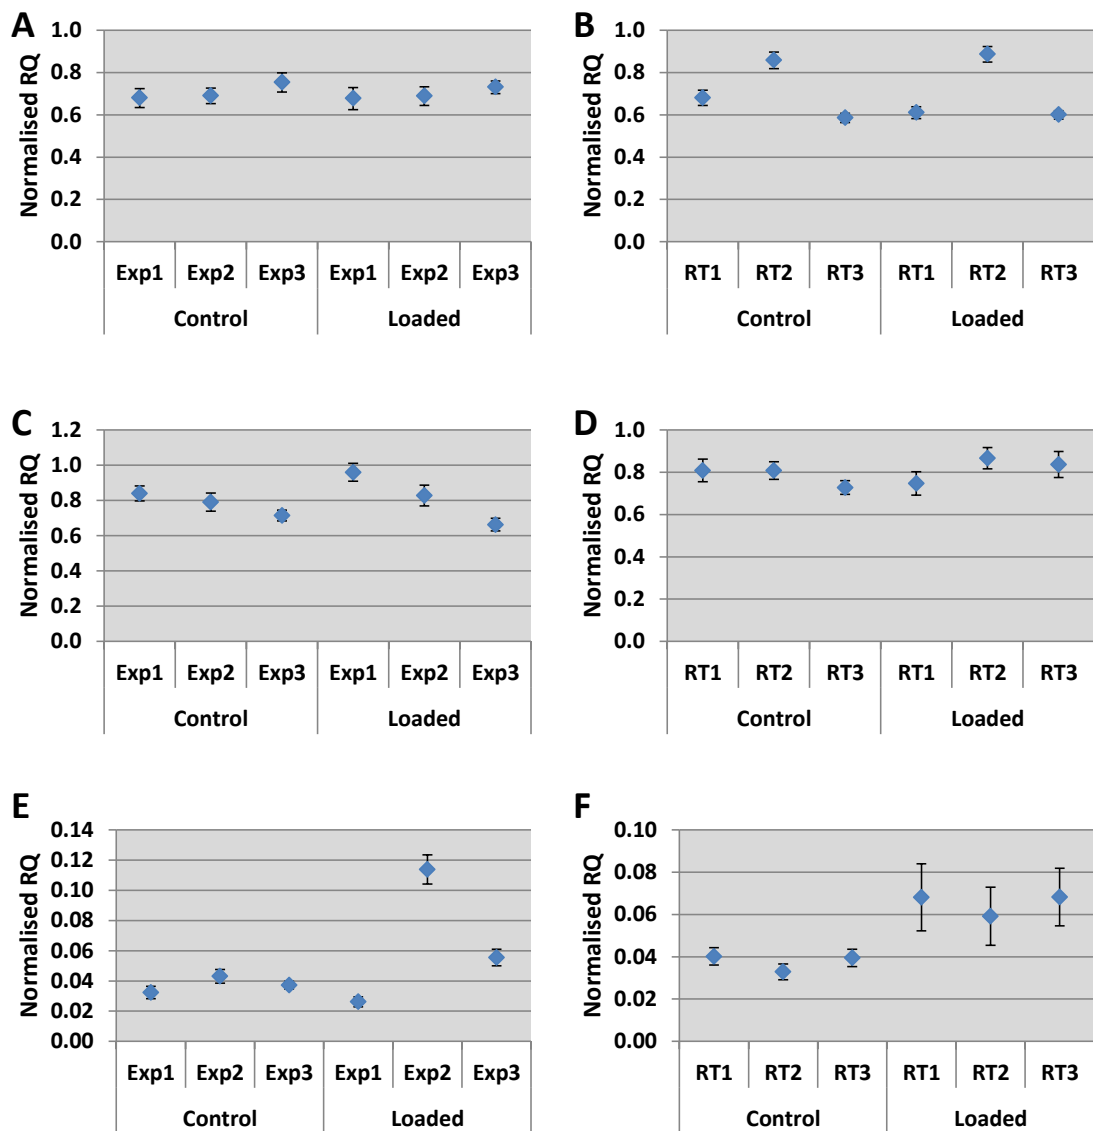 A
Normalised RQ
1.0
0.8
0.6
0.4
0.2
0.0
Exp1 Exp2 Exp3 Exp1 Exp2 Exp3
Control Loaded
B
Normalised RQ
1.0
0.8
0.6
0.4
0.2
0.0
RT1 RT2 RT3 RT1 RT2 RT3
Control Loaded
C
Normalised RQ
1.2
1.0
0.8
0.6
0.4
0.2
0.0
Exp1 Exp2 Exp3 Exp1 Exp2 Exp3
Control Loaded
D
Normalised RQ
1.0
0.8
0.6
0.4
0.2
0.0
RT1 RT2 RT3 RT1 RT2 RT3
Control Loaded
E
Normalised RQ
0.14
0.12
0.10
0.08
0.06
0.04
0.02
0.00
Exp1 Exp2 Exp3 Exp1 Exp2 Exp3
Control Loaded
F
Normalised RQ
0.10
0.08
0.06
0.04
0.02
0.00
RT1 RT2 RT3 RT1 RT2 RT3
Control Loaded